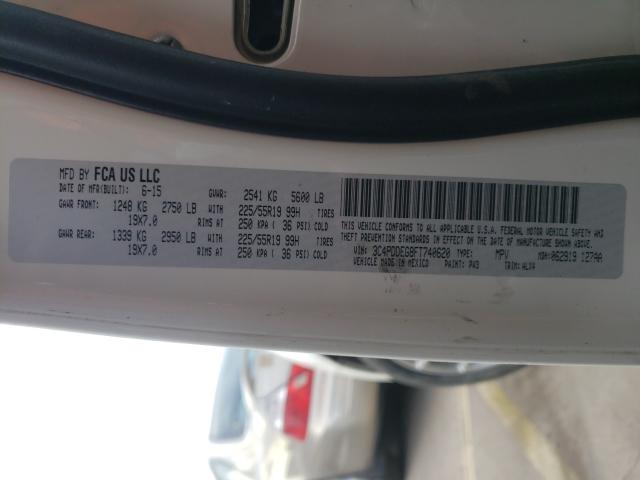 MFD BY FCA US LLC
DATE OF MFR(BUILT): 6-15 GVWR: 2541 KG 5600 LB
GAWR FRONT: 1248 KG 2750 LB WITH 225/55R19 99H TIRES
19X7.0 RIMS AT 250 KPA ( 36 PSI) COLD
GAWR REAR: 1339 KG 2950 LB WITH 225/55R19 99H TIRES
19X7.0 RIMS AT 250 KPA ( 36 PSI) COLD
THIS VEHICLE CONFORMS TO ALL APPLICABLE U.S.A. FEDERAL MOTOR VEHICLE SAFETY AND
THEFT PREVENTION STANDARDS IN EFFECT ON THE DATE OF MANUFACTURE SHOWN ABOVE.
VIN: 3C4PDDEG8FT740620 TYPE: MPV MDH:062919 127AA
VEHICLE MADE IN MEXICO PAINT: PW3 TRIM: